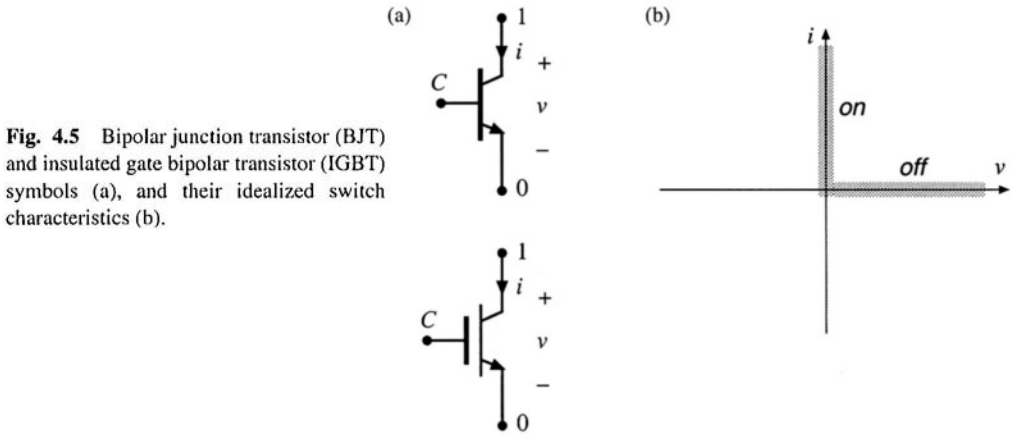 (a)
1
i
+
C
v
−
0
Fig. 4.5 Bipolar junction transistor (BJT)
and insulated gate bipolar transistor (IGBT)
symbols (a), and their idealized switch
characteristics (b).
1
i
+
C
v
−
0
(b)
i
on
off
v